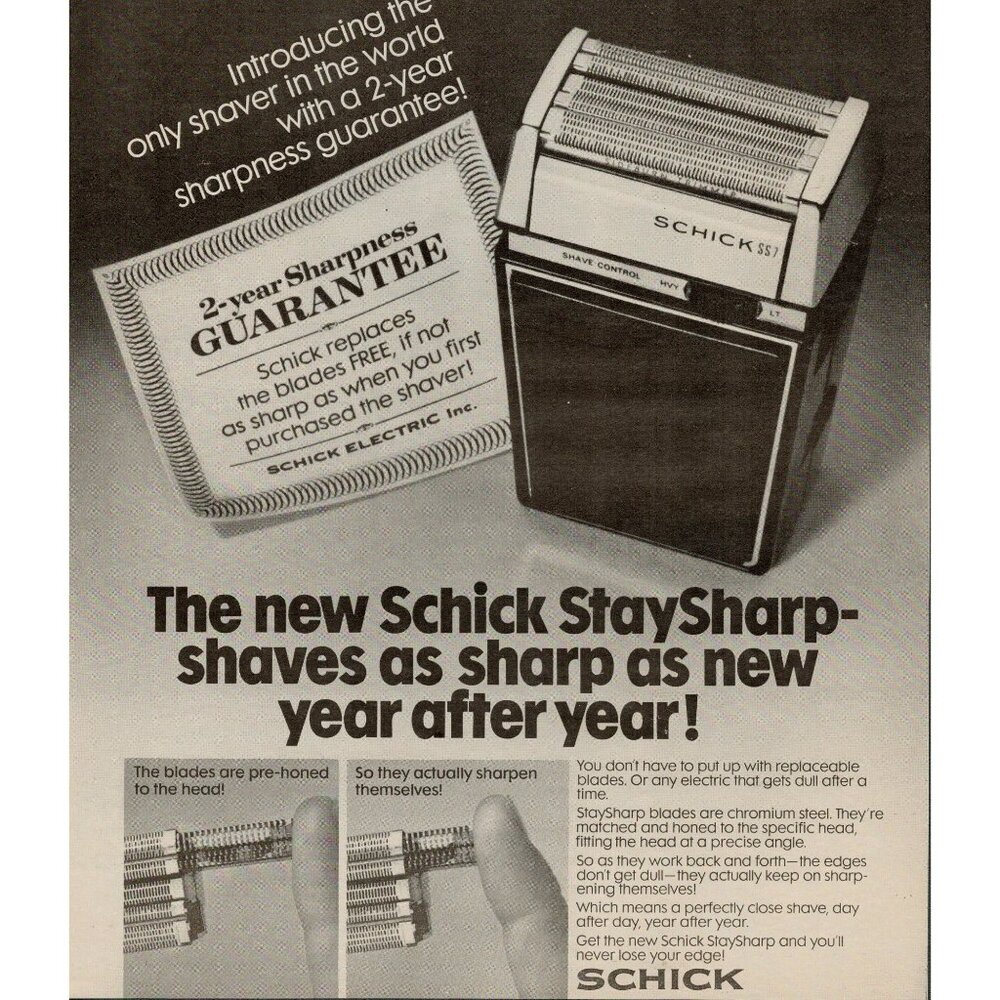 Introducing the
only shaver in the world
with a 2-year
sharpness guarantee!
2-year Sharpness
GUARANTEE
Schick replaces
the blades FREE, if not
as sharp as when you first
purchased the shaver!
SCHICK ELECTRIC Inc.
SCHICK SS7
SHAVE CONTROL HVY
LT.
The new Schick StaySharp-
shaves as sharp as new
year after year!
The blades are pre-honed
to the head!
So they actually sharpen
themselves!
You don't have to put up with replaceable
blades. Or any electric that gets dull after a
time.
StaySharp blades are chromium steel. They're
matched and honed to the specific head,
fitting the head at a precise angle.
So as they work back and forth—the edges
don't get dull—they actually keep on sharp-
ening themselves!
Which means a perfectly close shave, day
after day, year after year.
Get the new Schick StaySharp and you'll
never lose your edge!
SCHICK